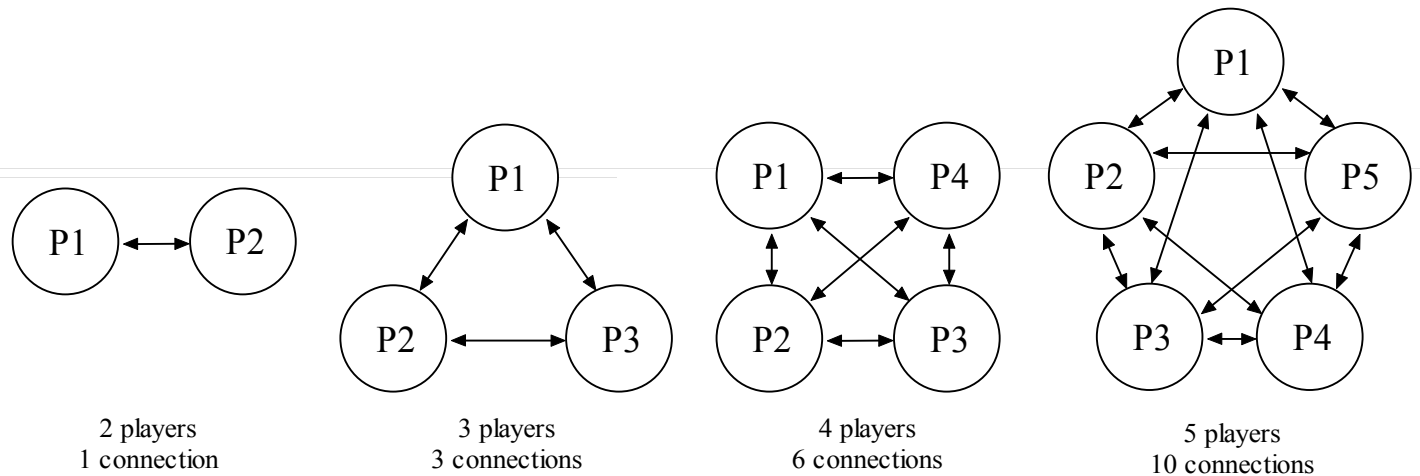 P1
P2
2 players
1 connection
P1
P2
P3
3 players
3 connections
P1
P4
P2
P3
4 players
6 connections
P1
P2
P5
P3
P4
5 players
10 connections